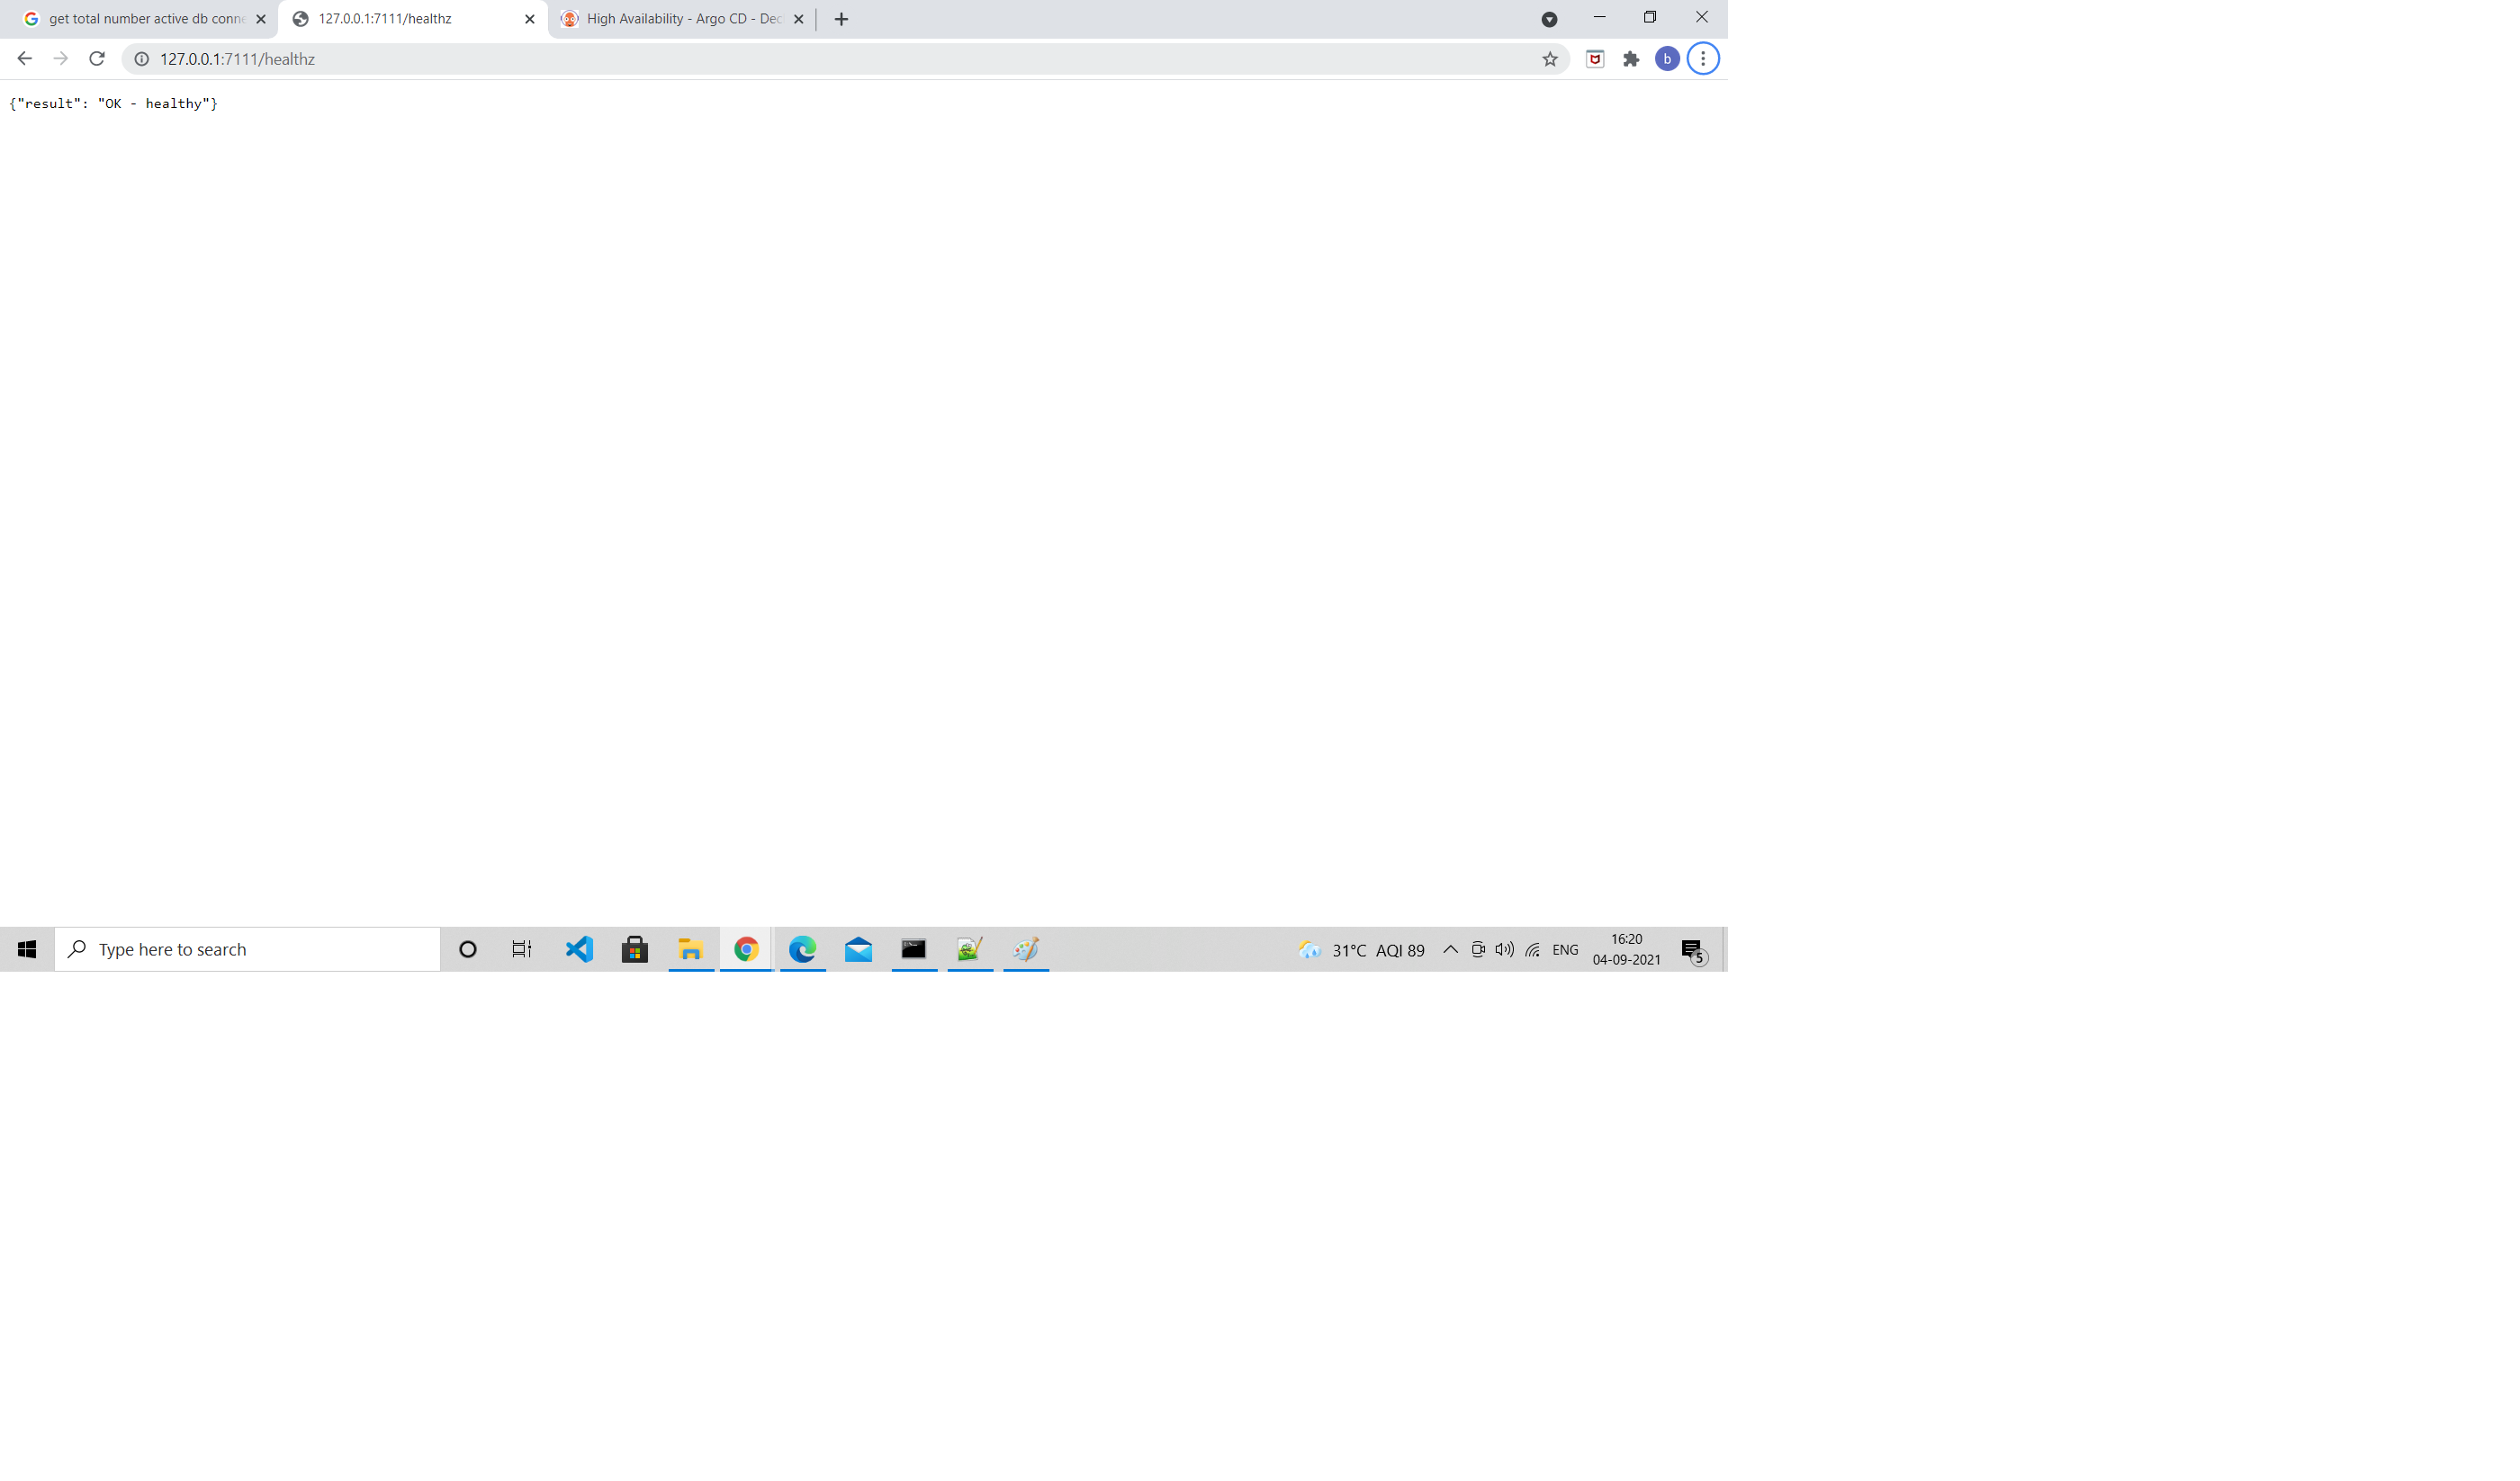 get total number active db conne
127.0.0.1:7111/healthz
High Availability - Argo CD - Dec
127.0.0.1:7111/healthz
b
{"result": "OK - healthy"}
Type here to search
31°C AQI 89
ENG
16:20
04-09-2021
5